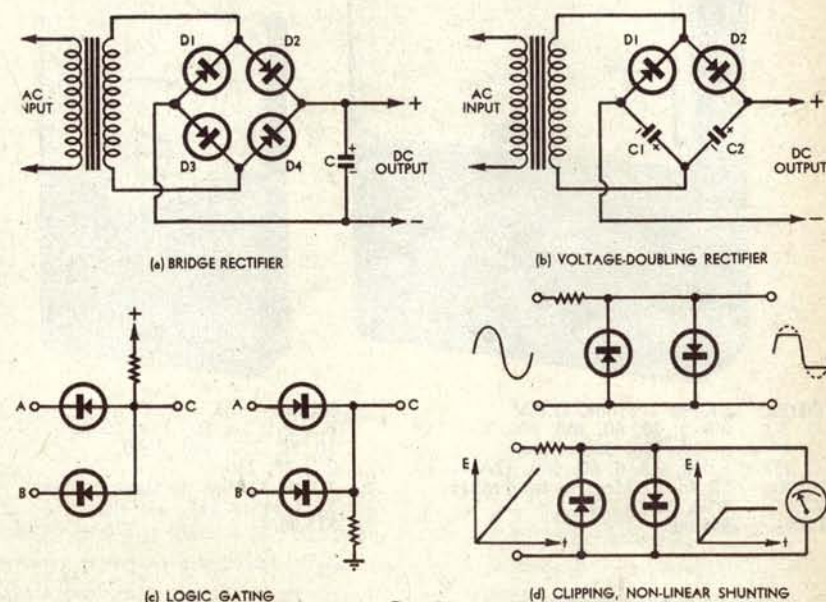 D1 D2
AC
INPUT
D3 D4
C
+
-
+
DC
OUTPUT
−
(a) BRIDGE RECTIFIER
D1 D2
AC
INPUT
- + - +
C1 C2
+
DC
OUTPUT
−
(b) VOLTAGE-DOUBLING RECTIFIER
+
A C
B
A C
B
(c) LOGIC GATING
E t
E t
(d) CLIPPING, NON-LINEAR SHUNTING